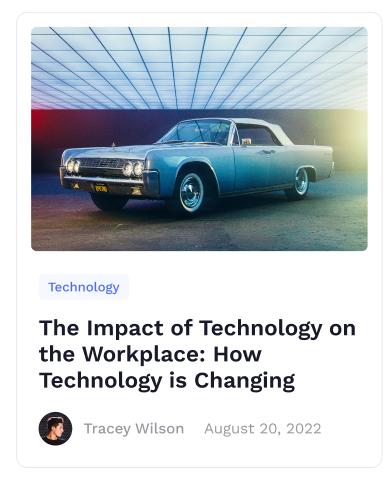 Technology
The Impact of Technology on
the Workplace: How
Technology is Changing
Tracey Wilson August 20, 2022